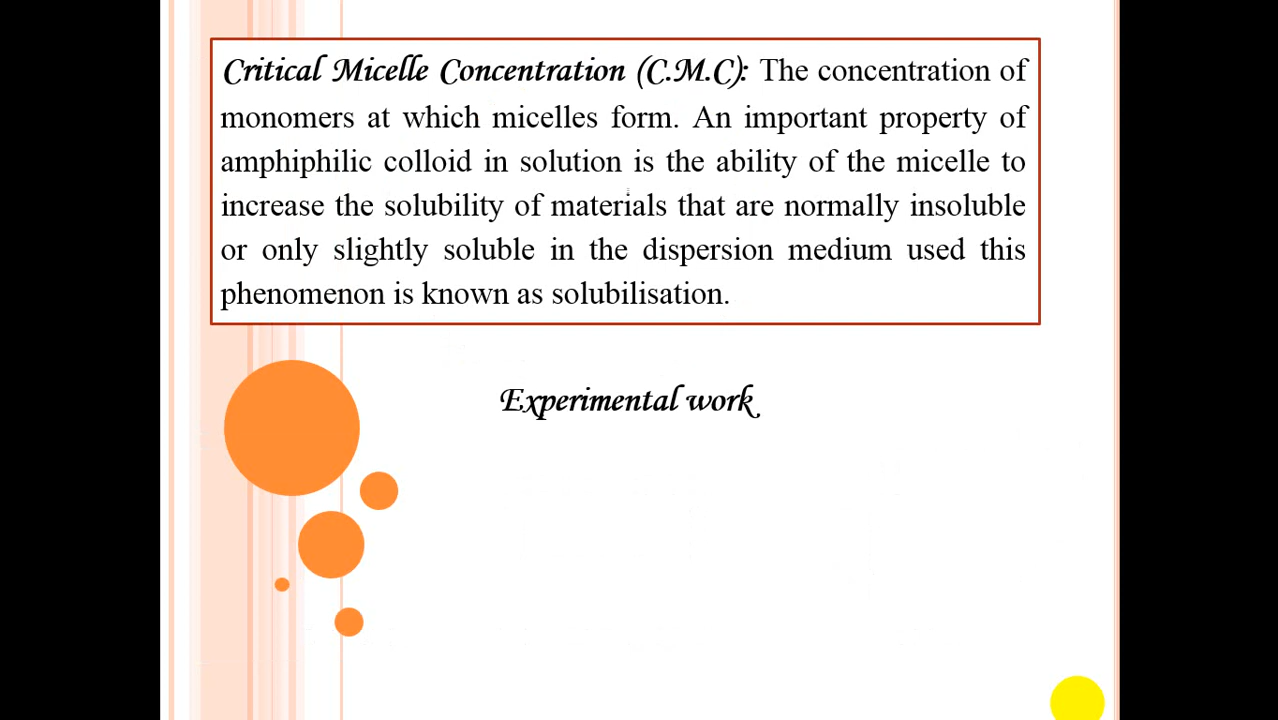 Critical Micelle Concentration (C.M.C): The concentration of
monomers at which micelles form. An important property of
amphiphilic colloid in solution is the ability of the micelle to
increase the solubility of materials that are normally insoluble
or only slightly soluble in the dispersion medium used this
phenomenon is known as solubilisation.
Experimental work